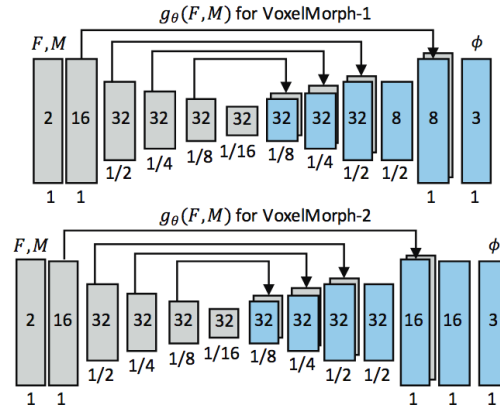 g_θ(F,M) for VoxelMorph-1
F,M ϕ
2 16 32 32 32 32 32 32 32 8 8 3
1 1 1/2 1/4 1/8 1/16 1/8 1/4 1/2 1/2 1 1
g_θ(F,M) for VoxelMorph-2
F,M ϕ
2 16 32 32 32 32 32 32 32 32 16 16 3
1 1 1/2 1/4 1/8 1/16 1/8 1/4 1/2 1/2 1 1 1